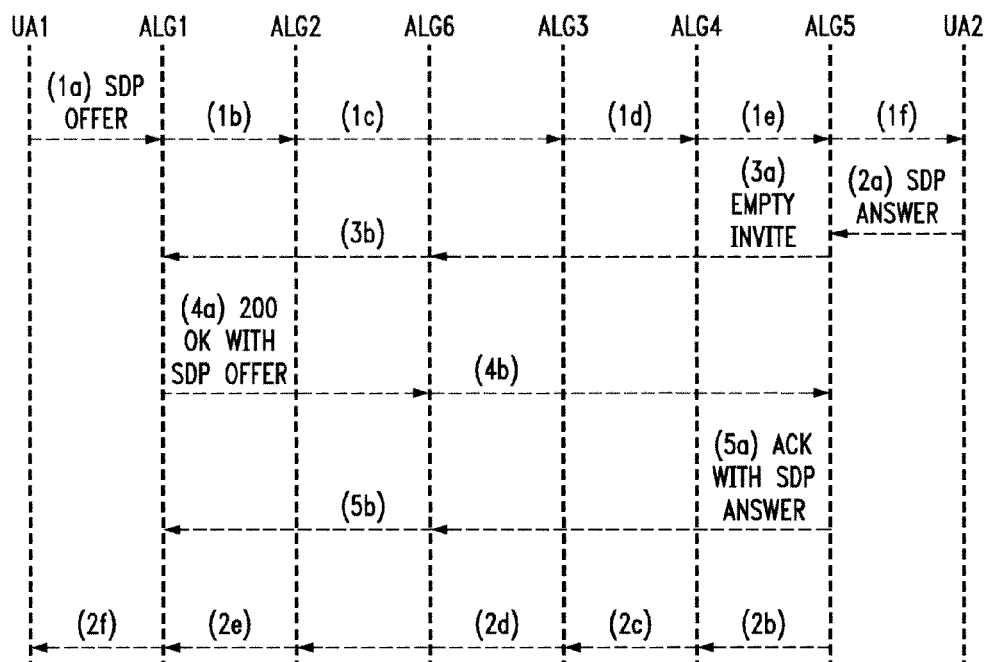 UA1 ALG1 ALG2 ALG6 ALG3 ALG4 ALG5 UA2
(1a) SDP
OFFER
(1b)
(1c)
(1d)
(1e)
(1f)
(3a)
EMPTY
INVITE
(2a) SDP
ANSWER
(3b)
(4a) 200
OK WITH
SDP OFFER
(4b)
(5a) ACK
WITH SDP
ANSWER
(5b)
(2f)
(2e)
(2d)
(2c)
(2b)